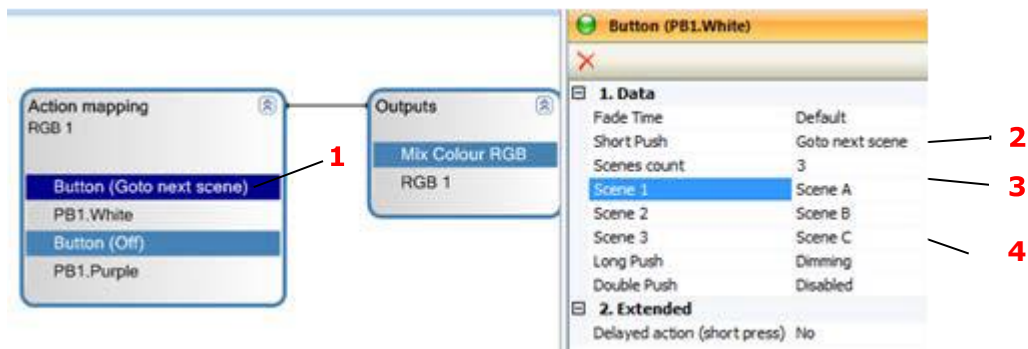 Action mapping
RGB 1
Button (Goto next scene)
PB1.White
Button (Off)
PB1.Purple
1
Outputs
Mix Colour RGB
RGB 1
Button (PB1.White)
1. Data
Fade Time Default
Short Push Goto next scene
Scenes count 3
Scene 1 Scene A
Scene 2 Scene B
Scene 3 Scene C
Long Push Dimming
Double Push Disabled
2. Extended
Delayed action (short press) No
2
3
4